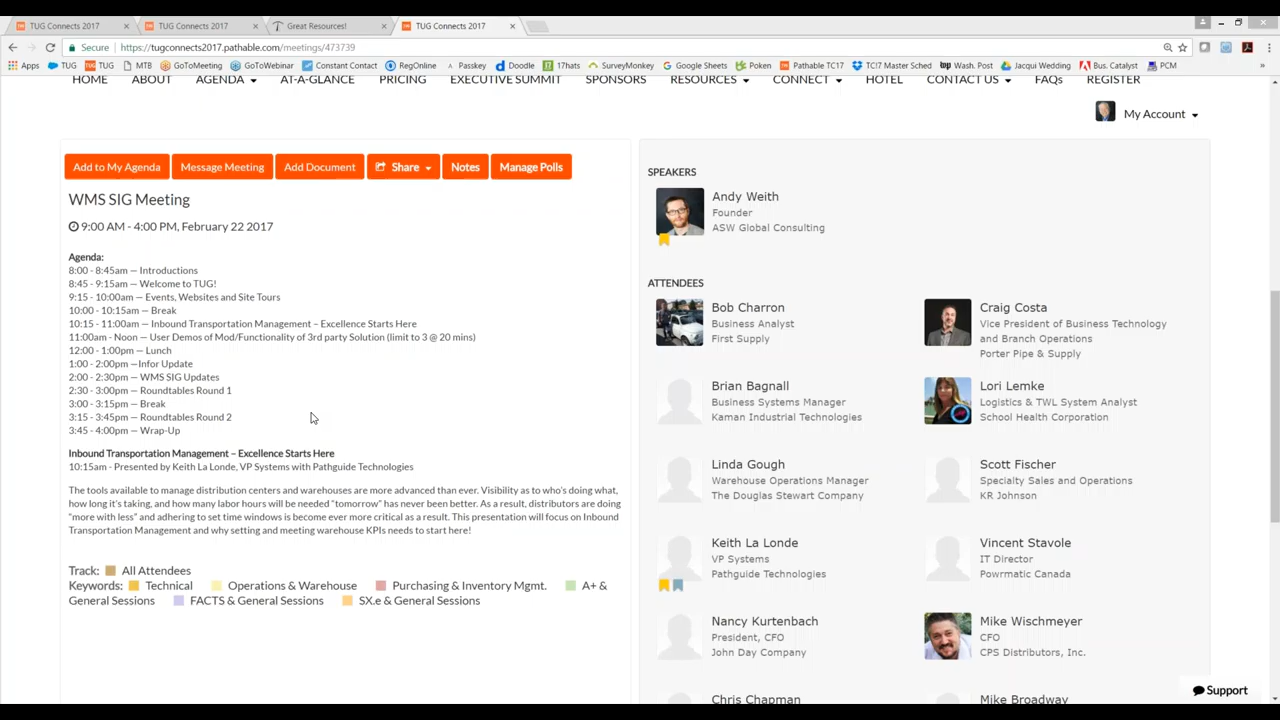 TUG Connects 2017
TUG Connects 2017
Great Resources!
TUG Connects 2017
Secure
https://tugconnects2017.pathable.com/meetings/473739
Apps TUG TUG MTB GoToMeeting GoToWebinar Constant Contact RegOnline Passkey Doodle 17hats SurveyMonkey Google Sheets Poken Pathable TC17 TC!7 Master Sched Wash. Post Jacqui Wedding Bus. Catalyst PCM
HOME ABOUT AGENDA AT-A-GLANCE PRICING EXECUTIVE SUMMIT SPONSORS RESOURCES CONNECT HOTEL CONTACT US FAQs REGISTER
My Account
Add to My Agenda Message Meeting Add Document Share Notes Manage Polls
WMS SIG Meeting
9:00 AM - 4:00 PM, February 22 2017
Agenda:
8:00 - 8:45am — Introductions
8:45 - 9:15am — Welcome to TUG!
9:15 - 10:00am — Events, Websites and Site Tours
10:00 - 10:15am — Break
10:15 - 11:00am — Inbound Transportation Management – Excellence Starts Here
11:00am - Noon — User Demos of Mod/Functionality of 3rd party Solution (limit to 3 @ 20 mins)
12:00 - 1:00pm — Lunch
1:00 - 2:00pm —Infor Update
2:00 - 2:30pm — WMS SIG Updates
2:30 - 3:00pm — Roundtables Round 1
3:00 - 3:15pm — Break
3:15 - 3:45pm — Roundtables Round 2
3:45 - 4:00pm — Wrap-Up
Inbound Transportation Management – Excellence Starts Here
10:15am - Presented by Keith La Londe, VP Systems with Pathguide Technologies
The tools available to manage distribution centers and warehouses are more advanced than ever. Visibility as to who's doing what,
how long it's taking, and how many labor hours will be needed "tomorrow" has never been better. As a result, distributors are doing
"more with less" and adhering to set time windows is become ever more critical as a result. This presentation will focus on Inbound
Transportation Management and why setting and meeting warehouse KPIs needs to start here!
Track: All Attendees
Keywords: Technical Operations & Warehouse Purchasing & Inventory Mgmt. A+ &
General Sessions FACTS & General Sessions SX.e & General Sessions
SPEAKERS
Andy Weith
Founder
ASW Global Consulting
ATTENDEES
Bob Charron
Business Analyst
First Supply
Craig Costa
Vice President of Business Technology
and Branch Operations
Porter Pipe & Supply
Brian Bagnall
Business Systems Manager
Kaman Industrial Technologies
Lori Lemke
Logistics & TWL System Analyst
School Health Corporation
Linda Gough
Warehouse Operations Manager
The Douglas Stewart Company
Scott Fischer
Specialty Sales and Operations
KR Johnson
Keith La Londe
VP Systems
Pathguide Technologies
Vincent Stavole
IT Director
Powrmatic Canada
Nancy Kurtenbach
President, CFO
John Day Company
Mike Wischmeyer
CFO
CPS Distributors, Inc.
Chris Chapman
Mike Broadway
Support